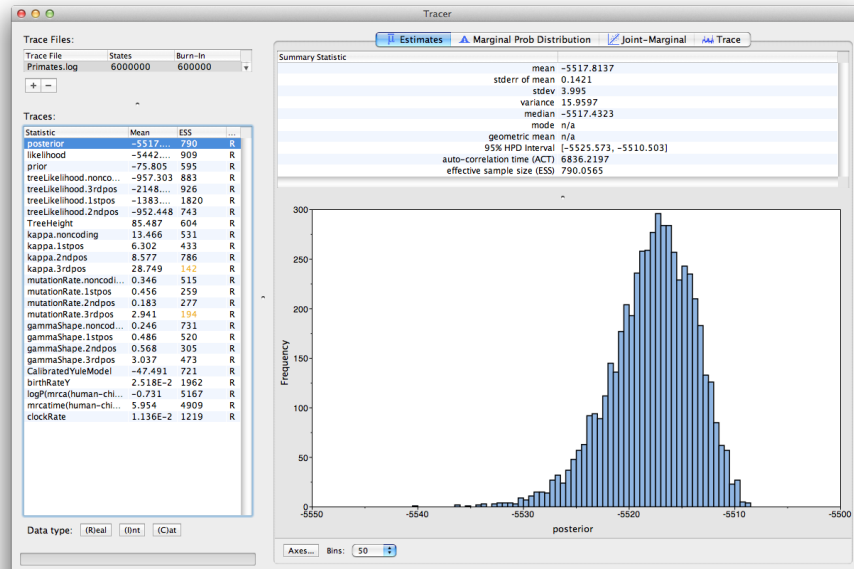 Tracer
Trace Files:
Trace File States Burn-In
Primates.log 6000000 600000
+ −
Traces:
Statistic Mean ESS ...
posterior -5517.... 790 R
likelihood -5442.... 909 R
prior -75.805 595 R
treeLikelihood.nonco... -957.303 883 R
treeLikelihood.3rdpos -2148.... 926 R
treeLikelihood.1stpos -1383.... 1820 R
treeLikelihood.2ndpos -952.448 743 R
TreeHeight 85.487 604 R
kappa.noncoding 13.466 531 R
kappa.1stpos 6.302 433 R
kappa.2ndpos 8.577 786 R
kappa.3rdpos 28.749 142 R
mutationRate.noncodi... 0.346 515 R
mutationRate.1stpos 0.456 259 R
mutationRate.2ndpos 0.183 277 R
mutationRate.3rdpos 2.941 194 R
gammaShape.noncod... 0.246 731 R
gammaShape.1stpos 0.486 520 R
gammaShape.2ndpos 0.568 305 R
gammaShape.3rdpos 3.037 473 R
CalibratedYuleModel -47.491 721 R
birthRateY 2.518E-2 1962 R
logP(mrca(human-chi... -0.731 5167 R
mrcatime(human-chi... 5.954 4909 R
clockRate 1.136E-2 1219 R
Data type: (R)eal (I)nt (C)at
Estimates Marginal Prob Distribution Joint-Marginal Trace
Summary Statistic
mean -5517.8137
stderr of mean 0.1421
stdev 3.995
variance 15.9597
median -5517.4323
mode n/a
geometric mean n/a
95% HPD Interval [-5525.573, -5510.503]
auto-correlation time (ACT) 6836.2197
effective sample size (ESS) 790.0565
300
250
200
150
100
50
0
Frequency
-5550 -5540 -5530 -5520 -5510 -5500
posterior
Axes... Bins: 50